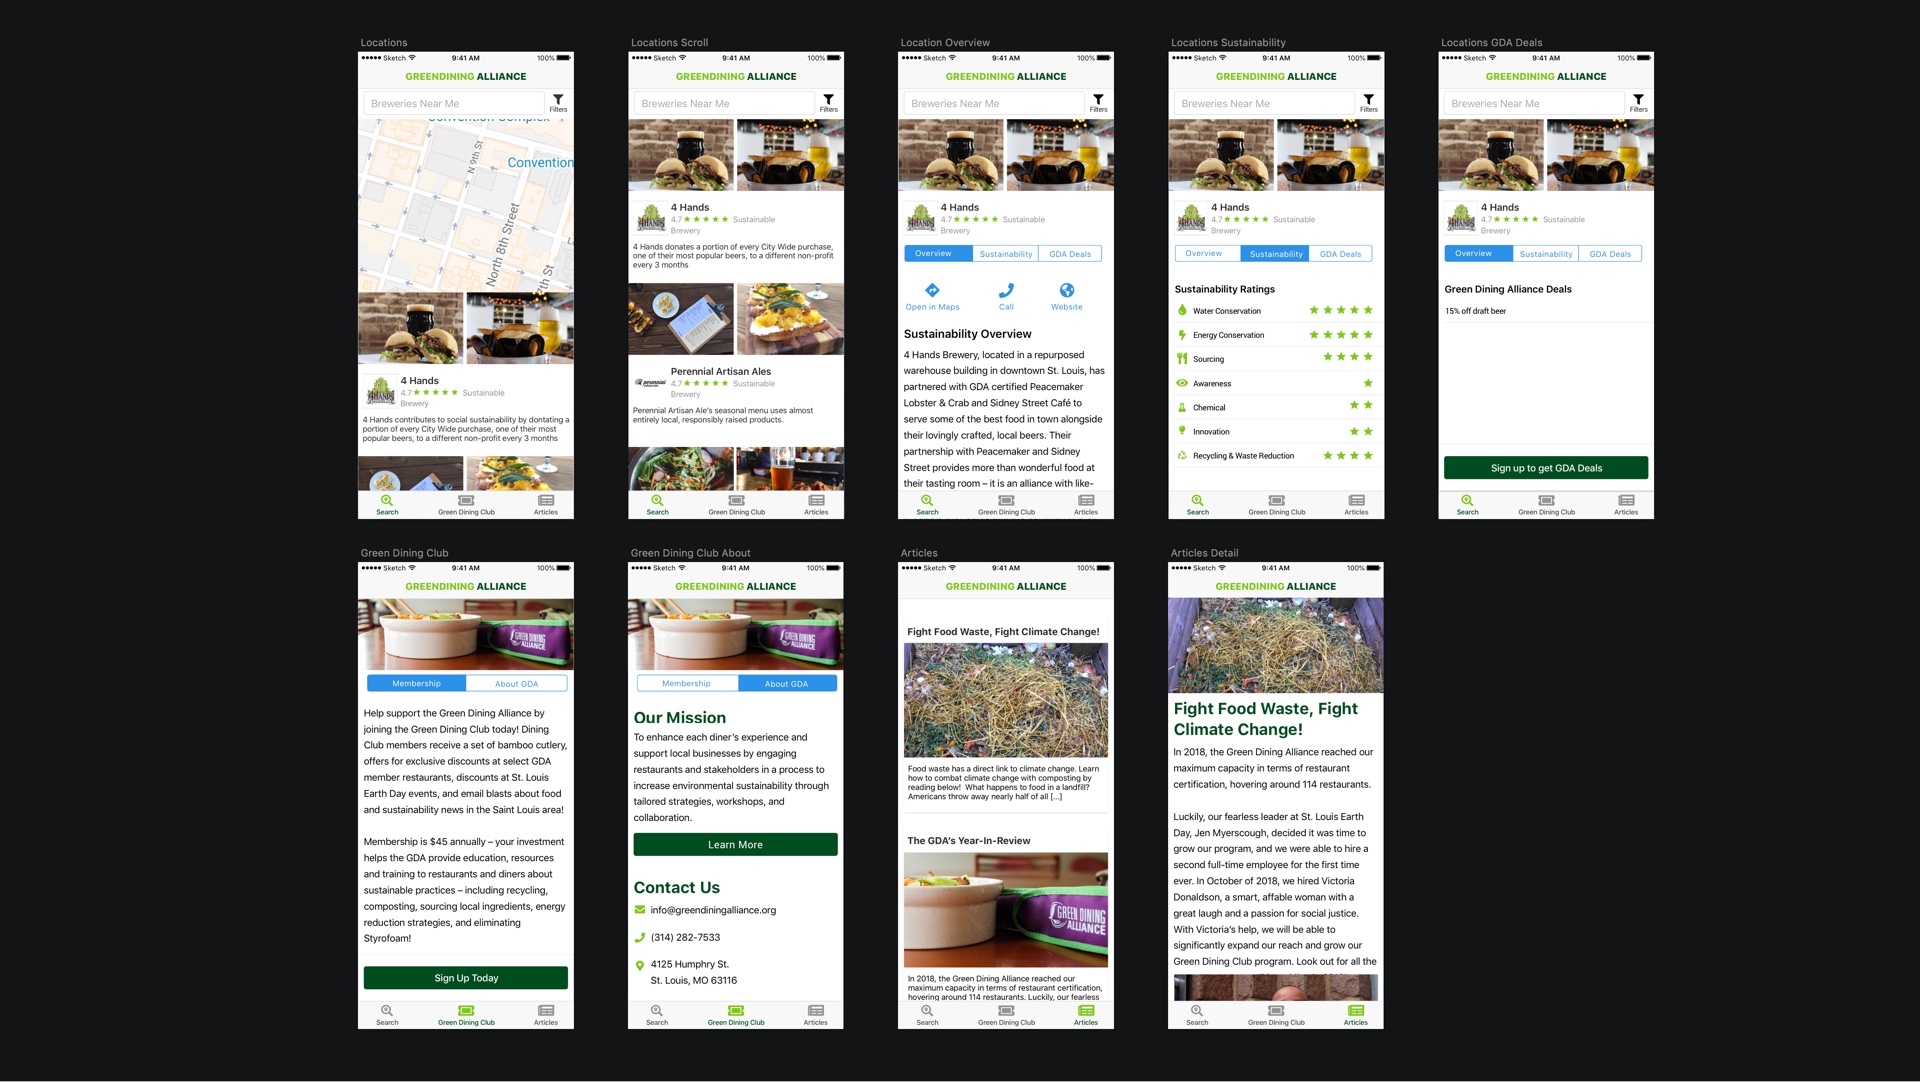 Locations
Sketch 9:41 AM 100%
GREENDINING ALLIANCE
Breweries Near Me
Filters
Convention Complex
Convention
N 9th St
North 8th Street
7th St
4 Hands
4.7 Sustainable
Brewery
4 Hands contributes to social sustainability by dontating a
portion of every City Wide purchase, one of their most
popular beers, to a different non-profit every 3 months
Search Green Dining Club Articles
Locations Scroll
Sketch 9:41 AM 100%
GREENDINING ALLIANCE
Breweries Near Me
Filters
4 Hands
4.7 Sustainable
Brewery
4 Hands donates a portion of every City Wide purchase,
one of their most popular beers, to a different non-profit
every 3 months
Perennial Artisan Ales
4.7 Sustainable
Brewery
Perennial Artisan Ale's seasonal menu uses almost
entirely local, responsibly raised products.
Search Green Dining Club Articles
Location Overview
Sketch 9:41 AM 100%
GREENDINING ALLIANCE
Breweries Near Me
Filters
4 Hands
4.7 Sustainable
Brewery
Overview Sustainability GDA Deals
Open in Maps Call Website
Sustainability Overview
4 Hands Brewery, located in a repurposed
warehouse building in downtown St. Louis, has
partnered with GDA certified Peacemaker
Lobster & Crab and Sidney Street Café to
serve some of the best food in town alongside
their lovingly crafted, local beers. Their
partnership with Peacemaker and Sidney
Street provides more than wonderful food at
their tasting room – it is an alliance with like-
Search Green Dining Club Articles
Locations Sustainability
Sketch 9:41 AM 100%
GREENDINING ALLIANCE
Breweries Near Me
Filters
4 Hands
4.7 Sustainable
Brewery
Overview Sustainability GDA Deals
Sustainability Ratings
Water Conservation
Energy Conservation
Sourcing
Awareness
Chemical
Innovation
Recycling & Waste Reduction
Search Green Dining Club Articles
Locations GDA Deals
Sketch 9:41 AM 100%
GREENDINING ALLIANCE
Breweries Near Me
Filters
4 Hands
4.7 Sustainable
Brewery
Overview Sustainability GDA Deals
Green Dining Alliance Deals
15% off draft beer
Sign up to get GDA Deals
Search Green Dining Club Articles
Green Dining Club
Sketch 9:41 AM 100%
GREENDINING ALLIANCE
GREEN DINING
ALLIANCE
Membership About GDA
Help support the Green Dining Alliance by
joining the Green Dining Club today! Dining
Club members receive a set of bamboo cutlery,
offers for exclusive discounts at select GDA
member restaurants, discounts at St. Louis
Earth Day events, and email blasts about food
and sustainability news in the Saint Louis area!
Membership is $45 annually – your investment
helps the GDA provide education, resources
and training to restaurants and diners about
sustainable practices – including recycling,
composting, sourcing local ingredients, energy
reduction strategies, and eliminating
Styrofoam!
Sign Up Today
Search Green Dining Club Articles
Green Dining Club About
Sketch 9:41 AM 100%
GREENDINING ALLIANCE
GREEN DINING
ALLIANCE
Membership About GDA
Our Mission
To enhance each diner's experience and
support local businesses by engaging
restaurants and stakeholders in a process to
increase environmental sustainability through
tailored strategies, workshops, and
collaboration.
Learn More
Contact Us
info@greendiningalliance.org
(314) 282-7533
4125 Humphry St.
St. Louis, MO 63116
Search Green Dining Club Articles
Articles
Sketch 9:41 AM 100%
GREENDINING ALLIANCE
Fight Food Waste, Fight Climate Change!
Food waste has a direct link to climate change. Learn
how to combat climate change with composting by
reading below! What happens to food in a landfill?
Americans throw away nearly half of all [...]
The GDA's Year-In-Review
GREEN DINING
ALLIANCE
In 2018, the Green Dining Alliance reached our
maximum capacity in terms of restaurant certification,
hovering around 114 restaurants. Luckily, our fearless
Search Green Dining Club Articles
Articles Detail
Sketch 9:41 AM 100%
GREENDINING ALLIANCE
Fight Food Waste, Fight
Climate Change!
In 2018, the Green Dining Alliance reached our
maximum capacity in terms of restaurant
certification, hovering around 114 restaurants.
Luckily, our fearless leader at St. Louis Earth
Day, Jen Myerscough, decided it was time to
grow our program, and we were able to hire a
second full-time employee for the first time
ever. In October of 2018, we hired Victoria
Donaldson, a smart, affable woman with a
great laugh and a passion for social justice.
With Victoria's help, we will be able to
significantly expand our reach and grow our
Green Dining Club program. Look out for all the
Search Green Dining Club Articles